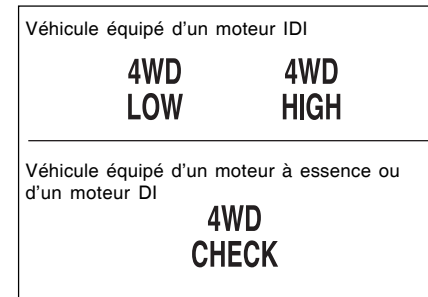 Véhicule équipé d'un moteur IDI
4WD 4WD
LOW HIGH
Véhicule équipé d'un moteur à essence ou
d'un moteur DI
4WD
CHECK